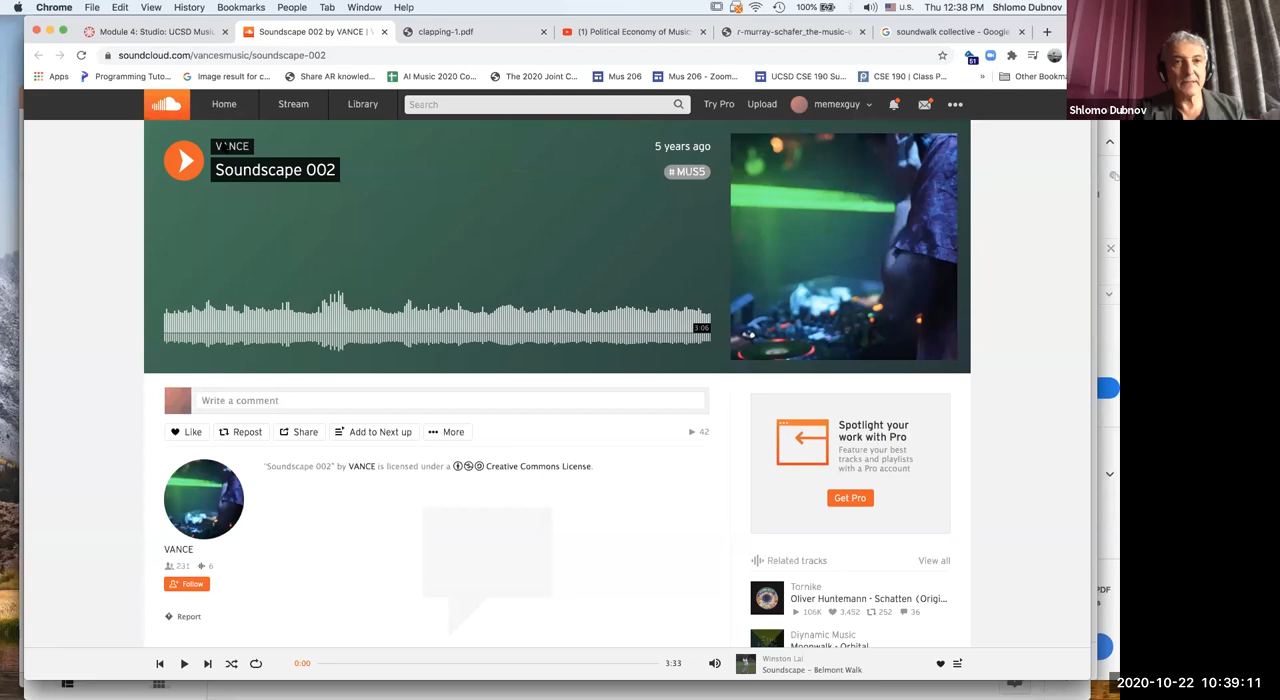 Chrome File Edit View History Bookmarks People Tab Window Help 100% U.S. Thu 12:38 PM Shlomo Dubnov
Module 4: Studio: UCSD Music Soundscape 002 by VANCE | clapping-1.pdf (1) Political Economy of Music r-murray-schafer_the-music-o soundwalk collective - Google
soundcloud.com/vancesmusic/soundscape-002 51
Apps Programming Tuto... Image result for c... Share AR knowled... AI Music 2020 Co... The 2020 Joint C... Mus 206 Mus 206 - Zoom... UCSD CSE 190 Su... CSE 190 | Class P... » Other Bookma
Home Stream Library Search Try Pro Upload memexguy
Shlomo Dubnov
VANCE
Soundscape 002
5 years ago
# MUS5
3:06
Write a comment
Like Repost Share Add to Next up More 42
"Soundscape 002" by VANCE is licensed under a Creative Commons License.
VANCE
231 6
Follow
Report
Spotlight your
work with Pro
Feature your best
tracks and playlists
with a Pro account
Get Pro
Related tracks View all
Tornike
Oliver Huntemann - Schatten (Origi...
106K 3,452 252 36
Diynamic Music
Moonwalk - Orbital
0:00 3:33
Winston Lai
Soundscape - Belmont Walk
PDF
2020-10-22 10:39:11